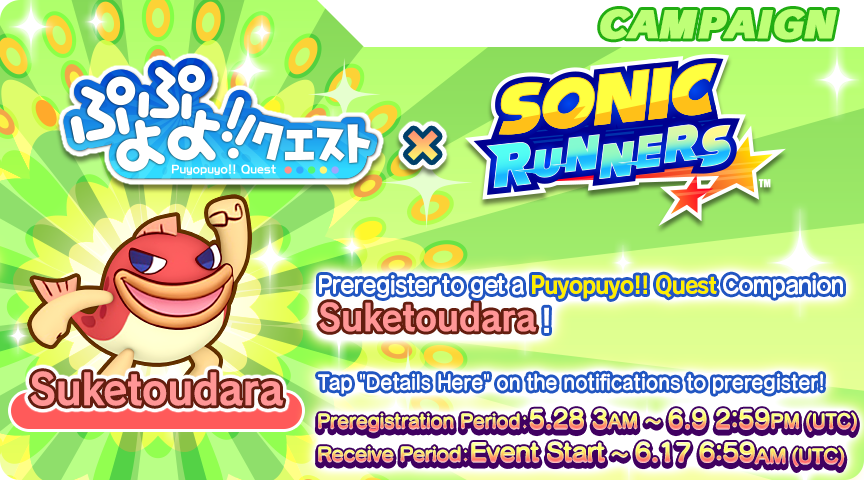 CAMPAIGN
ぷよぷよ!!クエスト
Puyopuyo!! Quest
×
SONIC
RUNNERS
TM
Preregister to get a Puyopuyo!! Quest Companion
Suketoudara!
Suketoudara
Tap "Details Here" on the notifications to preregister!
Preregistration Period:5.28 3AM ~ 6.9 2:59PM (UTC)
Receive Period:Event Start ~ 6.17 6:59AM (UTC)